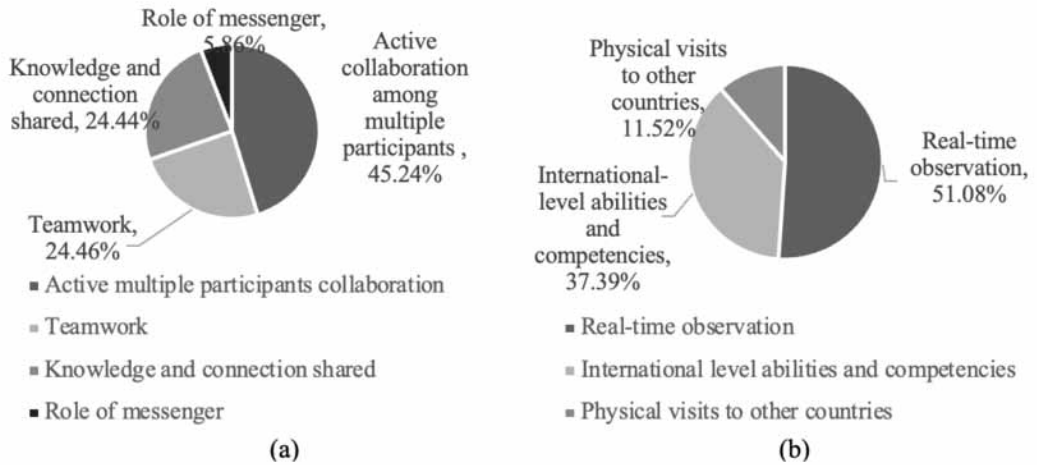 Role of messenger,
5.86%
Active
collaboration
among
multiple
participants ,
45.24%
Knowledge and
connection
shared, 24.44%
Teamwork,
24.46%
■ Active multiple participants collaboration
■ Teamwork
■ Knowledge and connection shared
■ Role of messenger
(a)
Physical visits
to other
countries,
11.52%
Real-time
observation,
51.08%
International-
level abilities
and
competencies,
37.39%
■ Real-time observation
■ International level abilities and competencies
■ Physical visits to other countries
(b)